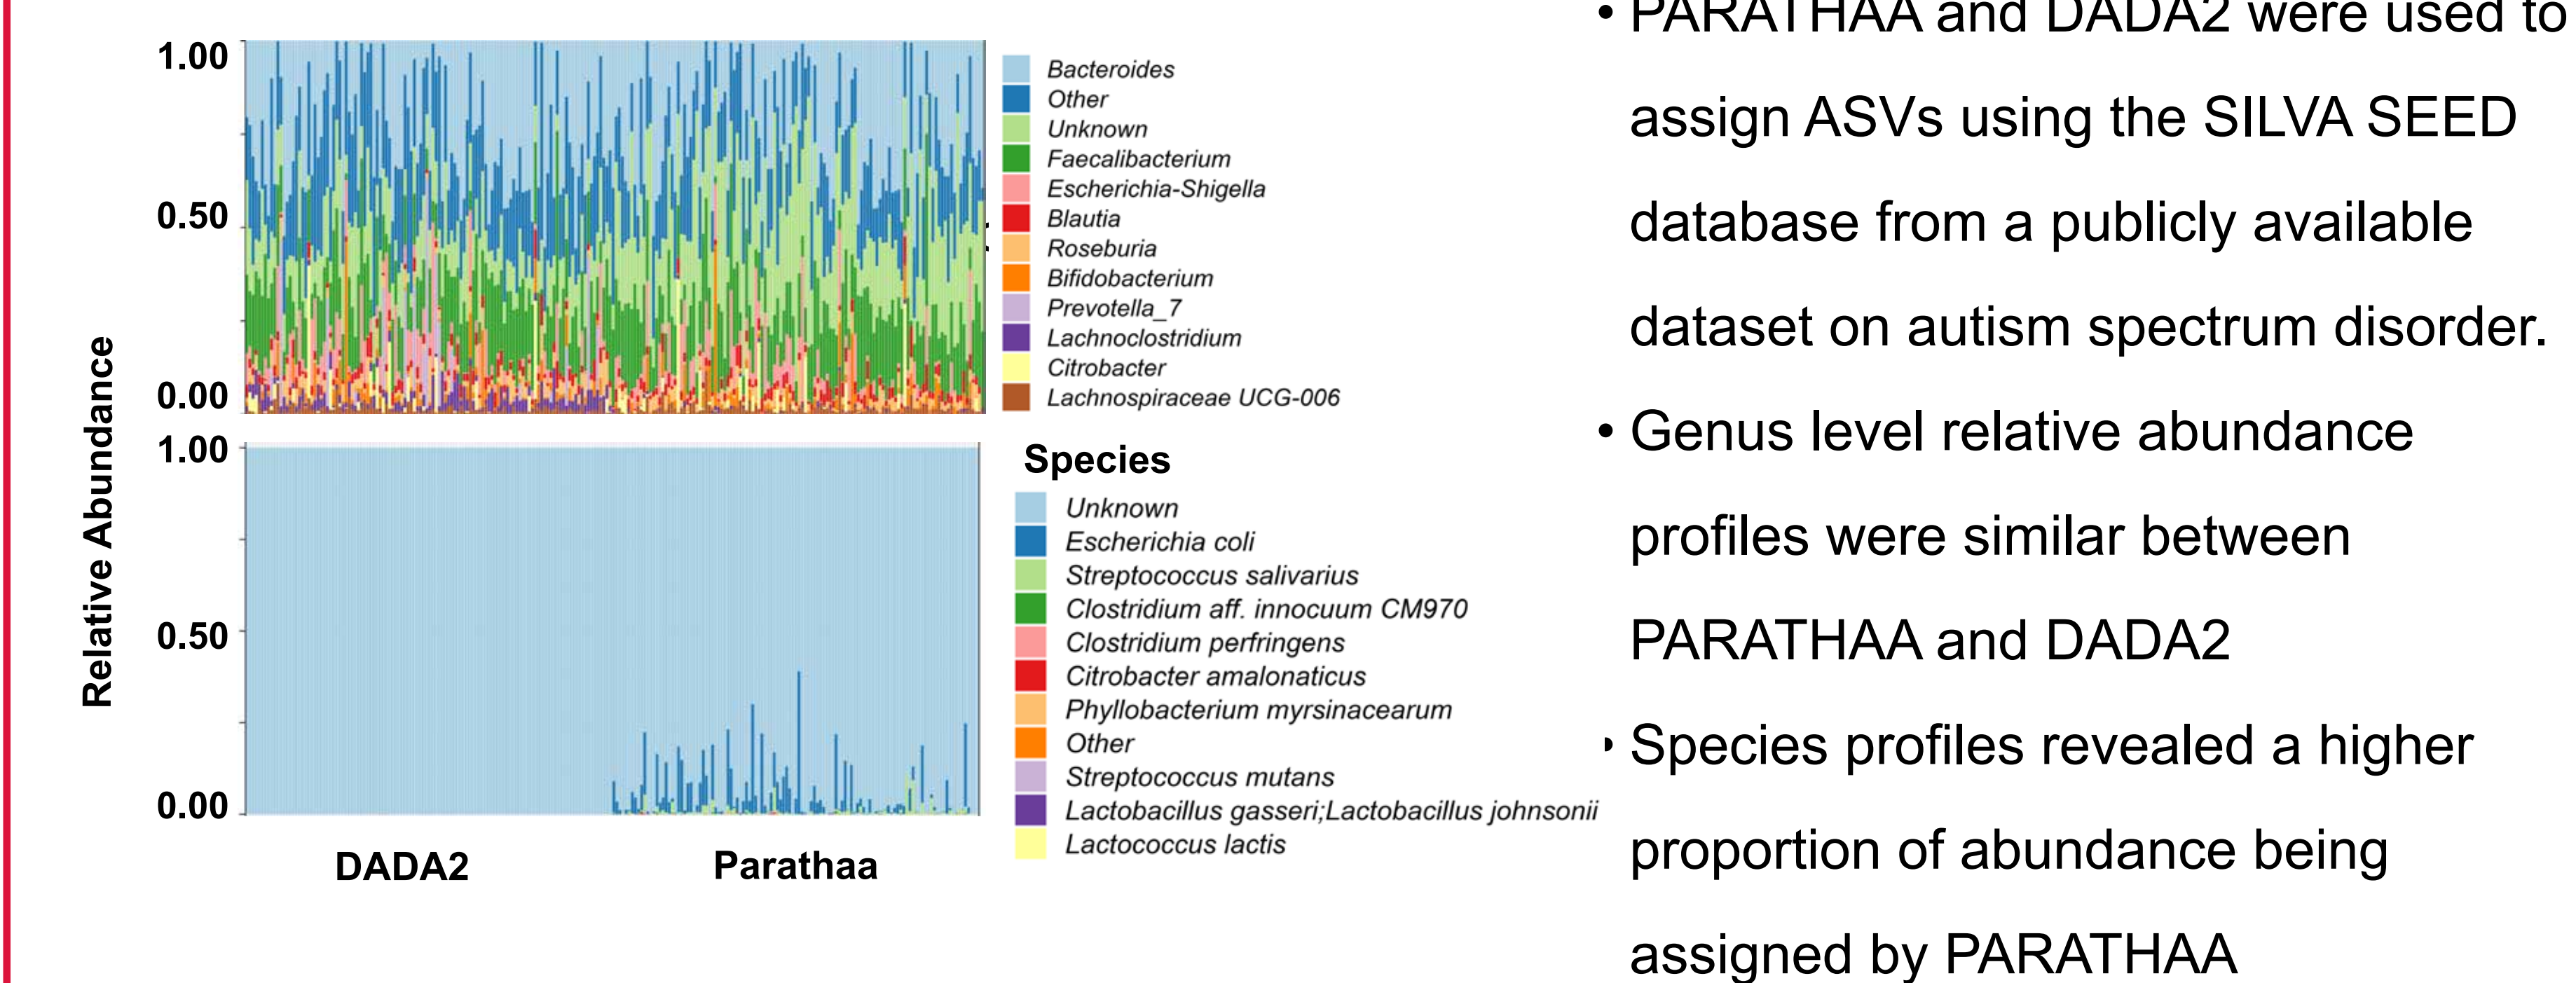 1.00
0.50
0.00
Relative Abundance
Bacteroides
Other
Unknown
Faecalibacterium
Escherichia-Shigella
Blautia
Roseburia
Bifidobacterium
Prevotella_7
Lachnoclostridium
Citrobacter
Lachnospiraceae UCG-006
1.00
0.50
0.00
Species
Unknown
Escherichia coli
Streptococcus salivarius
Clostridium aff. innocuum CM970
Clostridium perfringens
Citrobacter amalonaticus
Phyllobacterium myrsinacearum
Other
Streptococcus mutans
Lactobacillus gasseri;Lactobacillus johnsonii
Lactococcus lactis
DADA2 Parathaa
• PARATHAA and DADA2 were used to
assign ASVs using the SILVA SEED
database from a publicly available
dataset on autism spectrum disorder.
• Genus level relative abundance
profiles were similar between
PARATHAA and DADA2
• Species profiles revealed a higher
proportion of abundance being
assigned by PARATHAA